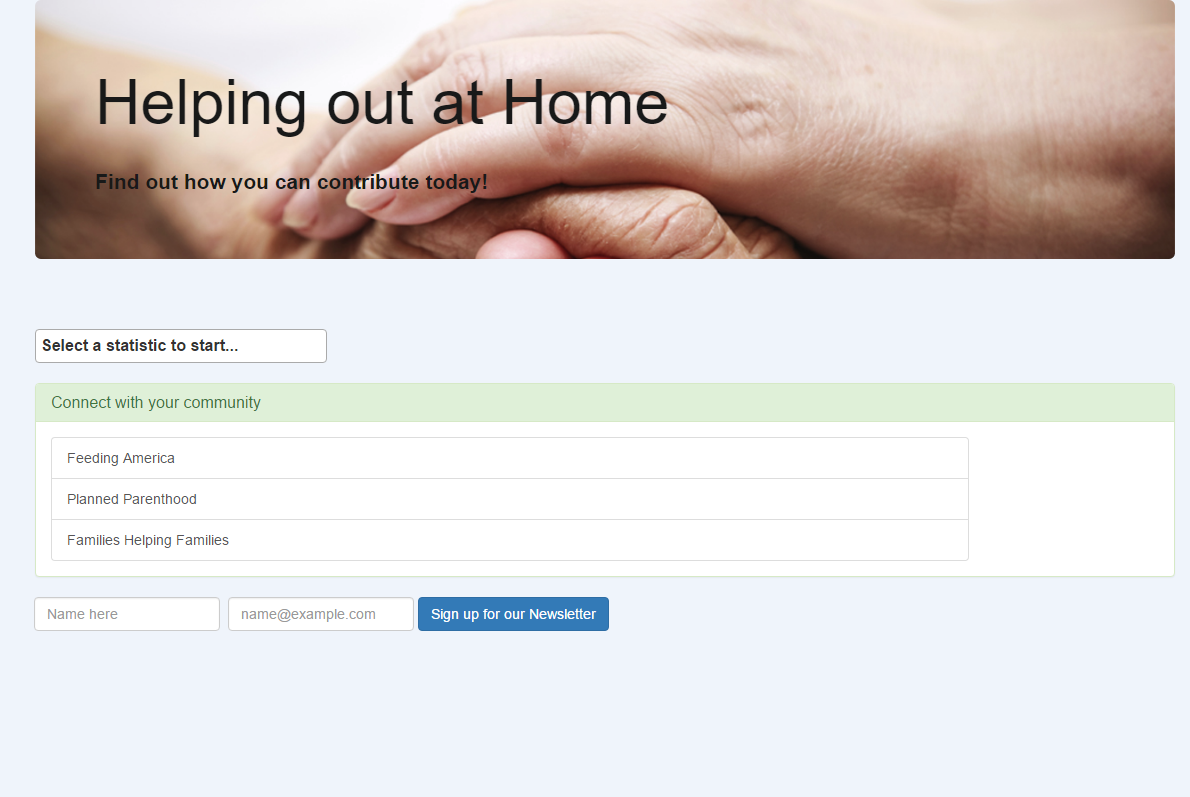 Helping out at Home
Find out how you can contribute today!
Select a statistic to start...
Connect with your community
Feeding America
Planned Parenthood
Families Helping Families
Name here name@example.com Sign up for our Newsletter